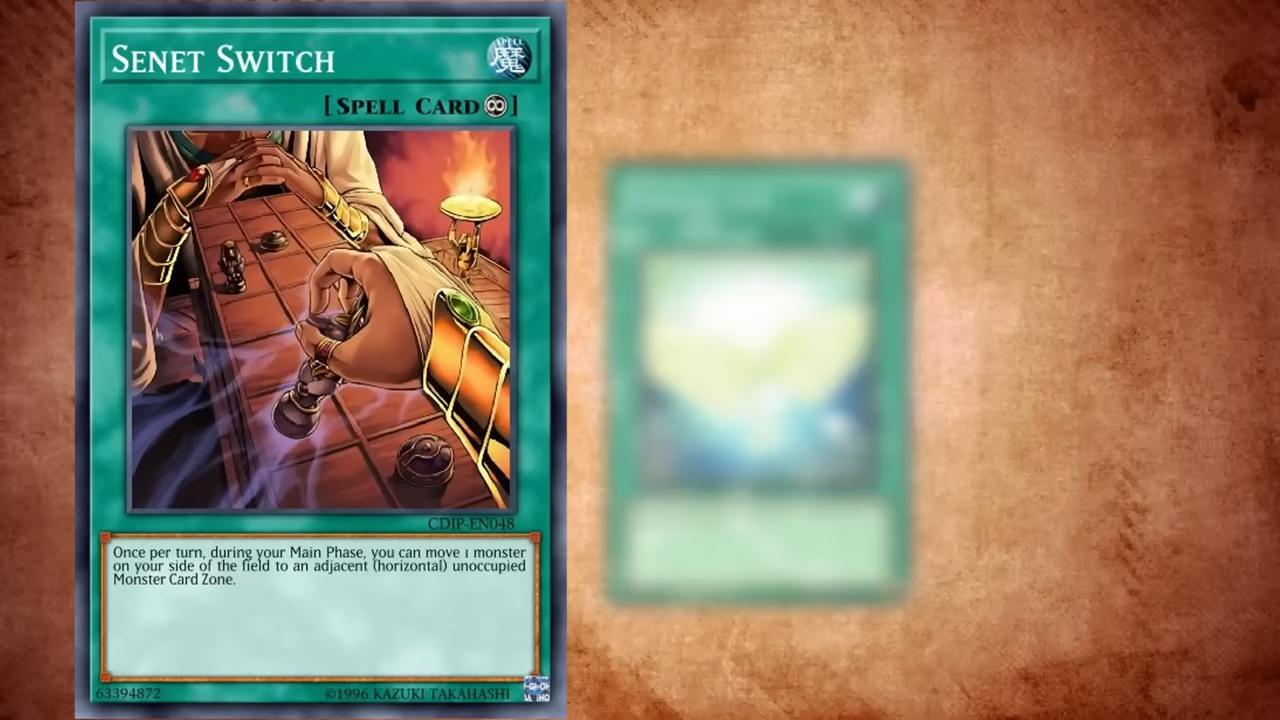 Senet Switch
[Spell Card]
CDIP-EN048
Once per turn, during your Main Phase, you can move 1 monster
on your side of the field to an adjacent (horizontal) unoccupied
Monster Card Zone.
63394872
©1996 KAZUKI TAKAHASHI